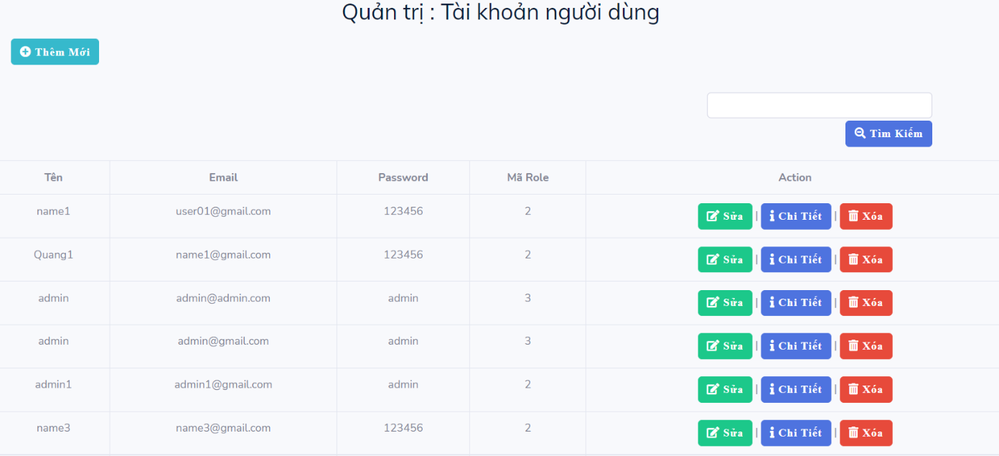 Quản trị : Tài khoản người dùng
Thêm Mới
Tìm Kiếm
Tên Email Password Mã Role Action
name1 user01@gmail.com 123456 2 Sửa | Chi Tiết | Xóa
Quang1 name1@gmail.com 123456 2 Sửa | Chi Tiết | Xóa
admin admin@admin.com admin 3 Sửa | Chi Tiết | Xóa
admin admin@gmail.com admin 3 Sửa | Chi Tiết | Xóa
admin1 admin1@gmail.com admin 2 Sửa | Chi Tiết | Xóa
name3 name3@gmail.com 123456 2 Sửa | Chi Tiết | Xóa